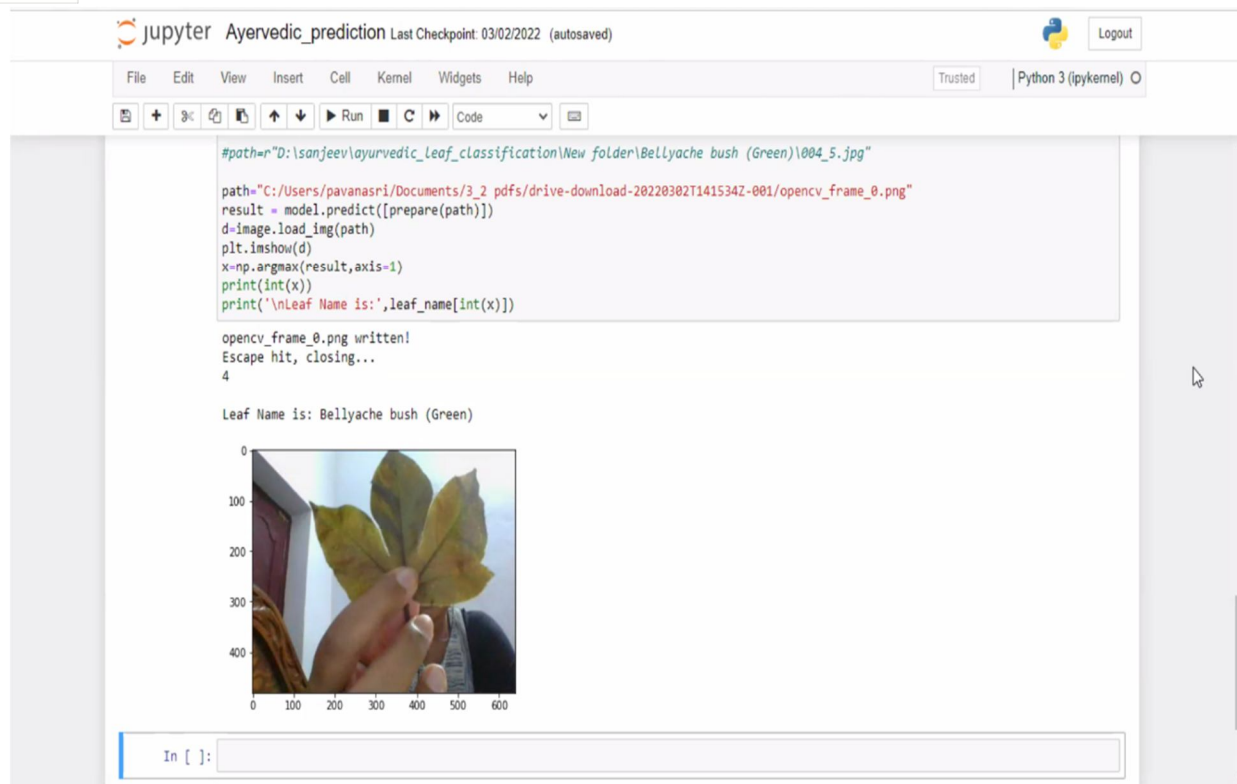 jupyter Ayervedic_prediction Last Checkpoint: 03/02/2022 (autosaved)
Logout
File Edit View Insert Cell Kernel Widgets Help
Trusted
Python 3 (ipykernel)
Run
Code
#path=r"D:\sanjeev\ayurvedic_leaf_classification\New folder\Bellyache bush (Green)\004_5.jpg"
path="C:/Users/pavanasri/Documents/3_2 pdfs/drive-download-20220302T141534Z-001/opencv_frame_0.png"
result = model.predict([prepare(path)])
d=image.load_img(path)
plt.imshow(d)
x=np.argmax(result,axis=1)
print(int(x))
print('\nLeaf Name is:',leaf_name[int(x)])
opencv_frame_0.png written!
Escape hit, closing...
4
Leaf Name is: Bellyache bush (Green)
0
100
200
300
400
0 100 200 300 400 500 600
In [ ]: